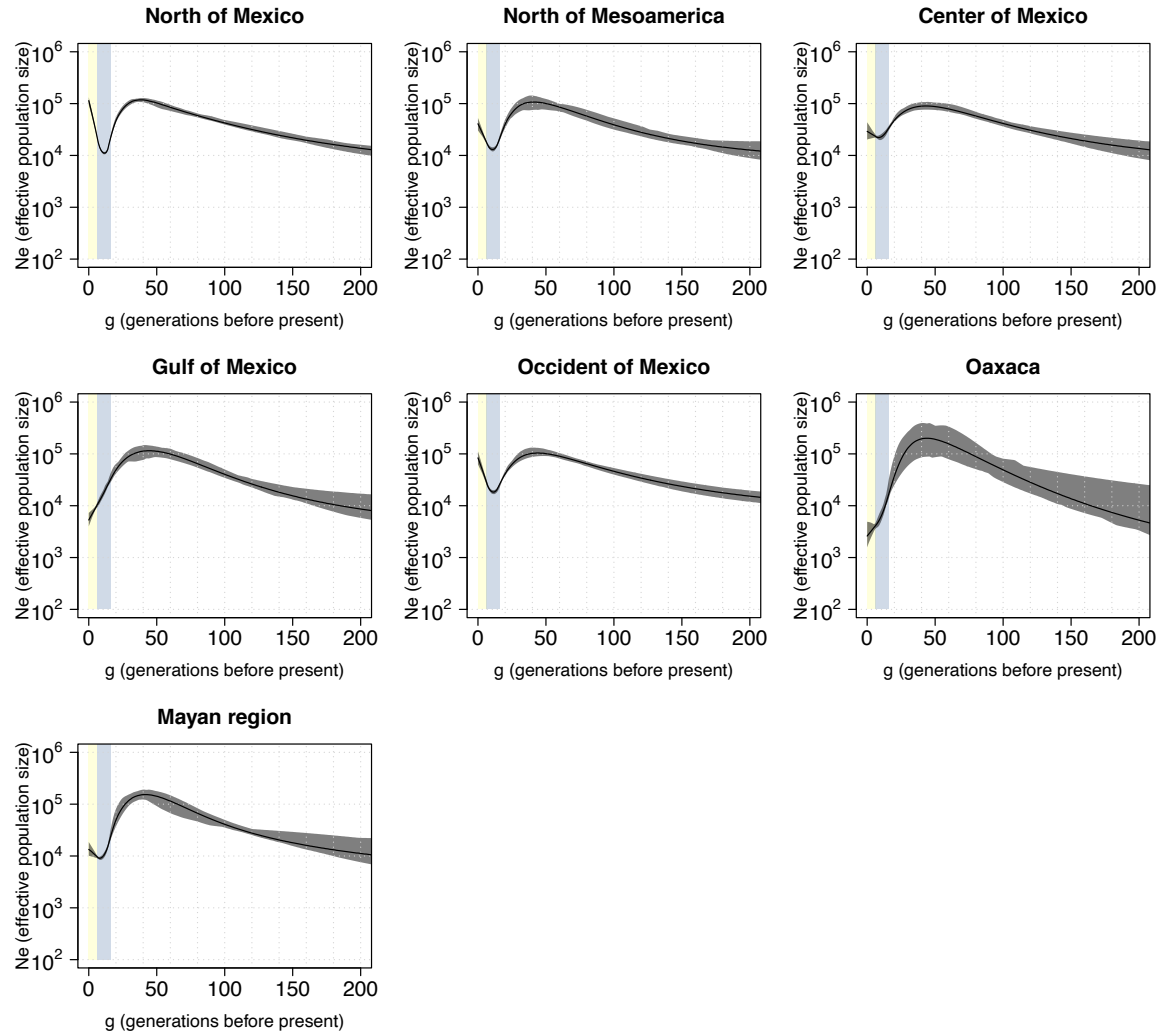 North of Mexico
Ne (effective population size)
10^6
10^5
10^4
10^3
10^2
0 50 100 150 200
g (generations before present)
North of Mesoamerica
Ne (effective population size)
10^6
10^5
10^4
10^3
10^2
0 50 100 150 200
g (generations before present)
Center of Mexico
Ne (effective population size)
10^6
10^5
10^4
10^3
10^2
0 50 100 150 200
g (generations before present)
Gulf of Mexico
Ne (effective population size)
10^6
10^5
10^4
10^3
10^2
0 50 100 150 200
g (generations before present)
Occident of Mexico
Ne (effective population size)
10^6
10^5
10^4
10^3
10^2
0 50 100 150 200
g (generations before present)
Oaxaca
Ne (effective population size)
10^6
10^5
10^4
10^3
10^2
0 50 100 150 200
g (generations before present)
Mayan region
Ne (effective population size)
10^6
10^5
10^4
10^3
10^2
0 50 100 150 200
g (generations before present)